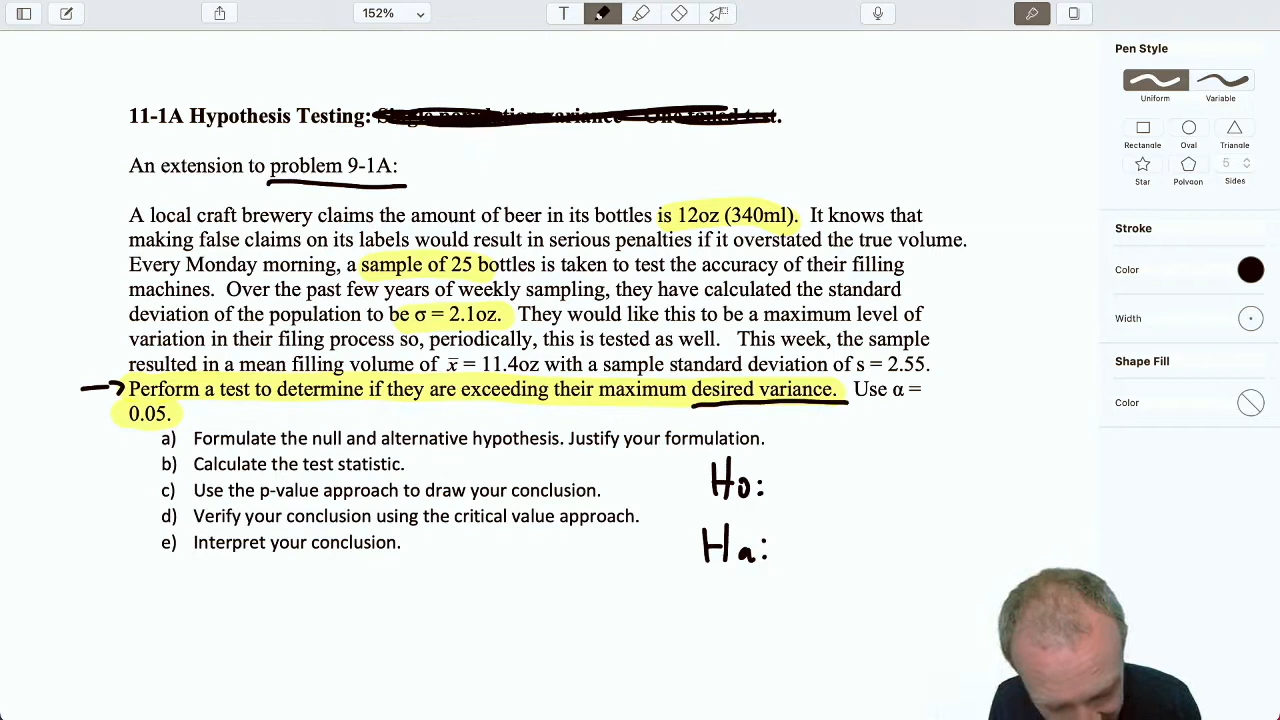 152%
T
Pen Style
Uniform
Variable
Rectangle
Oval
Triangle
Star
Polygon
5
Sides
Stroke
Color
Width
Shape Fill
Color
11-1A Hypothesis Testing: Single population variance – One tailed test.
An extension to problem 9-1A:
A local craft brewery claims the amount of beer in its bottles is 12oz (340ml). It knows that
making false claims on its labels would result in serious penalties if it overstated the true volume.
Every Monday morning, a sample of 25 bottles is taken to test the accuracy of their filling
machines. Over the past few years of weekly sampling, they have calculated the standard
deviation of the population to be σ = 2.1oz. They would like this to be a maximum level of
variation in their filing process so, periodically, this is tested as well. This week, the sample
resulted in a mean filling volume of x̅ = 11.4oz with a sample standard deviation of s = 2.55.
Perform a test to determine if they are exceeding their maximum desired variance. Use α =
0.05.
a) Formulate the null and alternative hypothesis. Justify your formulation.
b) Calculate the test statistic.
c) Use the p-value approach to draw your conclusion.
d) Verify your conclusion using the critical value approach.
e) Interpret your conclusion.
Ho:
Ha: